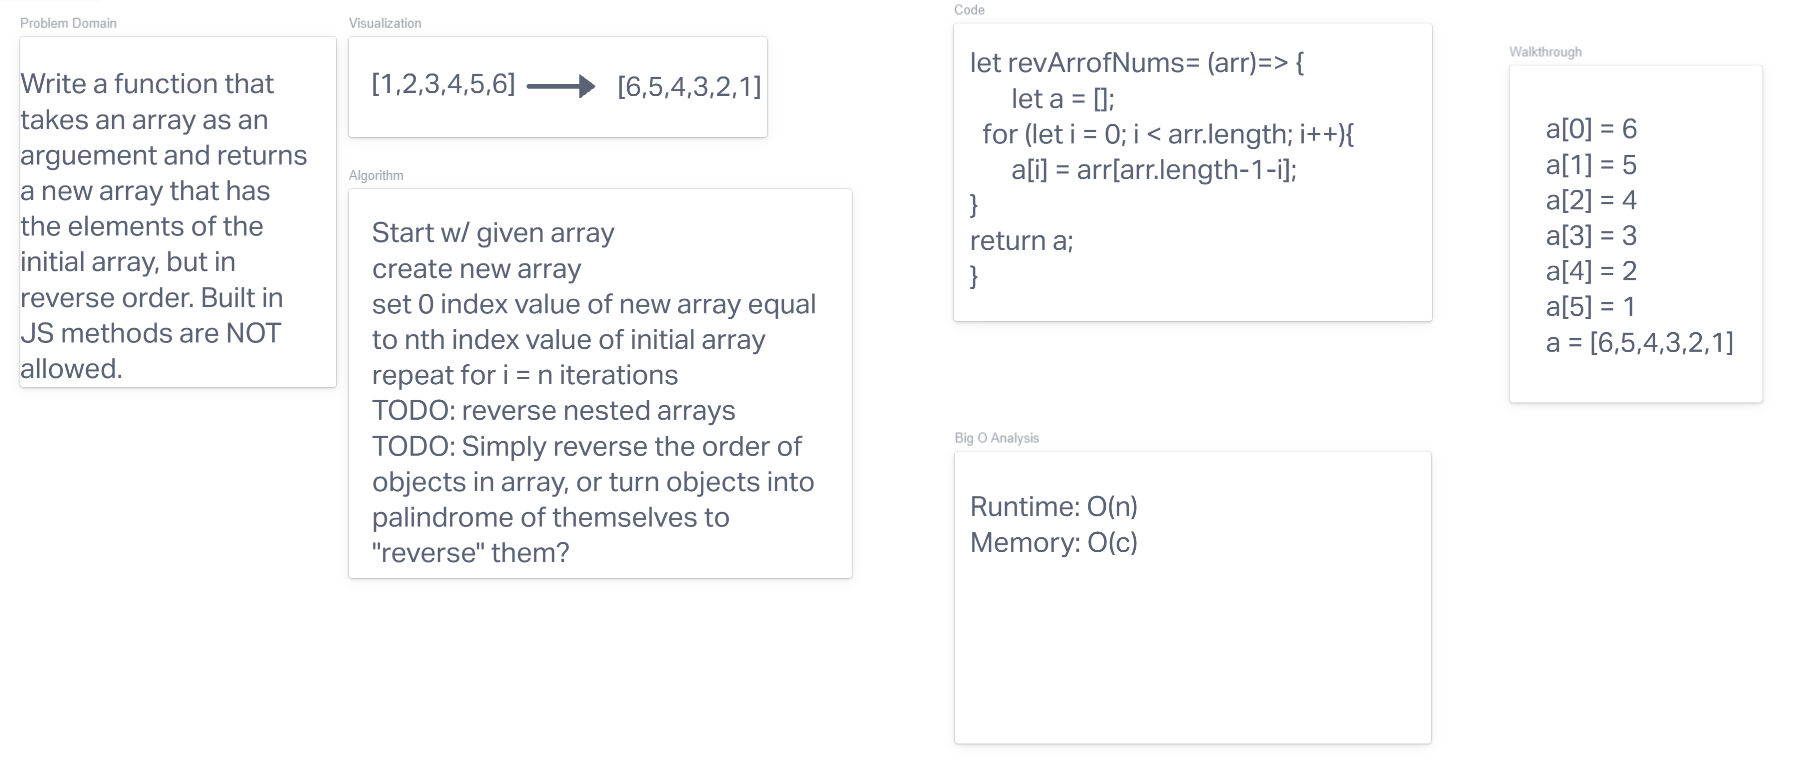 Problem Domain
Write a function that
takes an array as an
arguement and returns
a new array that has
the elements of the
initial array, but in
reverse order. Built in
JS methods are NOT
allowed.
Visualization
[1,2,3,4,5,6] [6,5,4,3,2,1]
Algorithm
Start w/ given array
create new array
set 0 index value of new array equal
to nth index value of initial array
repeat for i = n iterations
TODO: reverse nested arrays
TODO: Simply reverse the order of
objects in array, or turn objects into
palindrome of themselves to
"reverse" them?
Code
let revArrofNums= (arr)=> {
let a = [];
for (let i = 0; i < arr.length; i++){
a[i] = arr[arr.length-1-i];
}
return a;
}
Big O Analysis
Runtime: O(n)
Memory: O(c)
Walkthrough
a[0] = 6
a[1] = 5
a[2] = 4
a[3] = 3
a[4] = 2
a[5] = 1
a = [6,5,4,3,2,1]